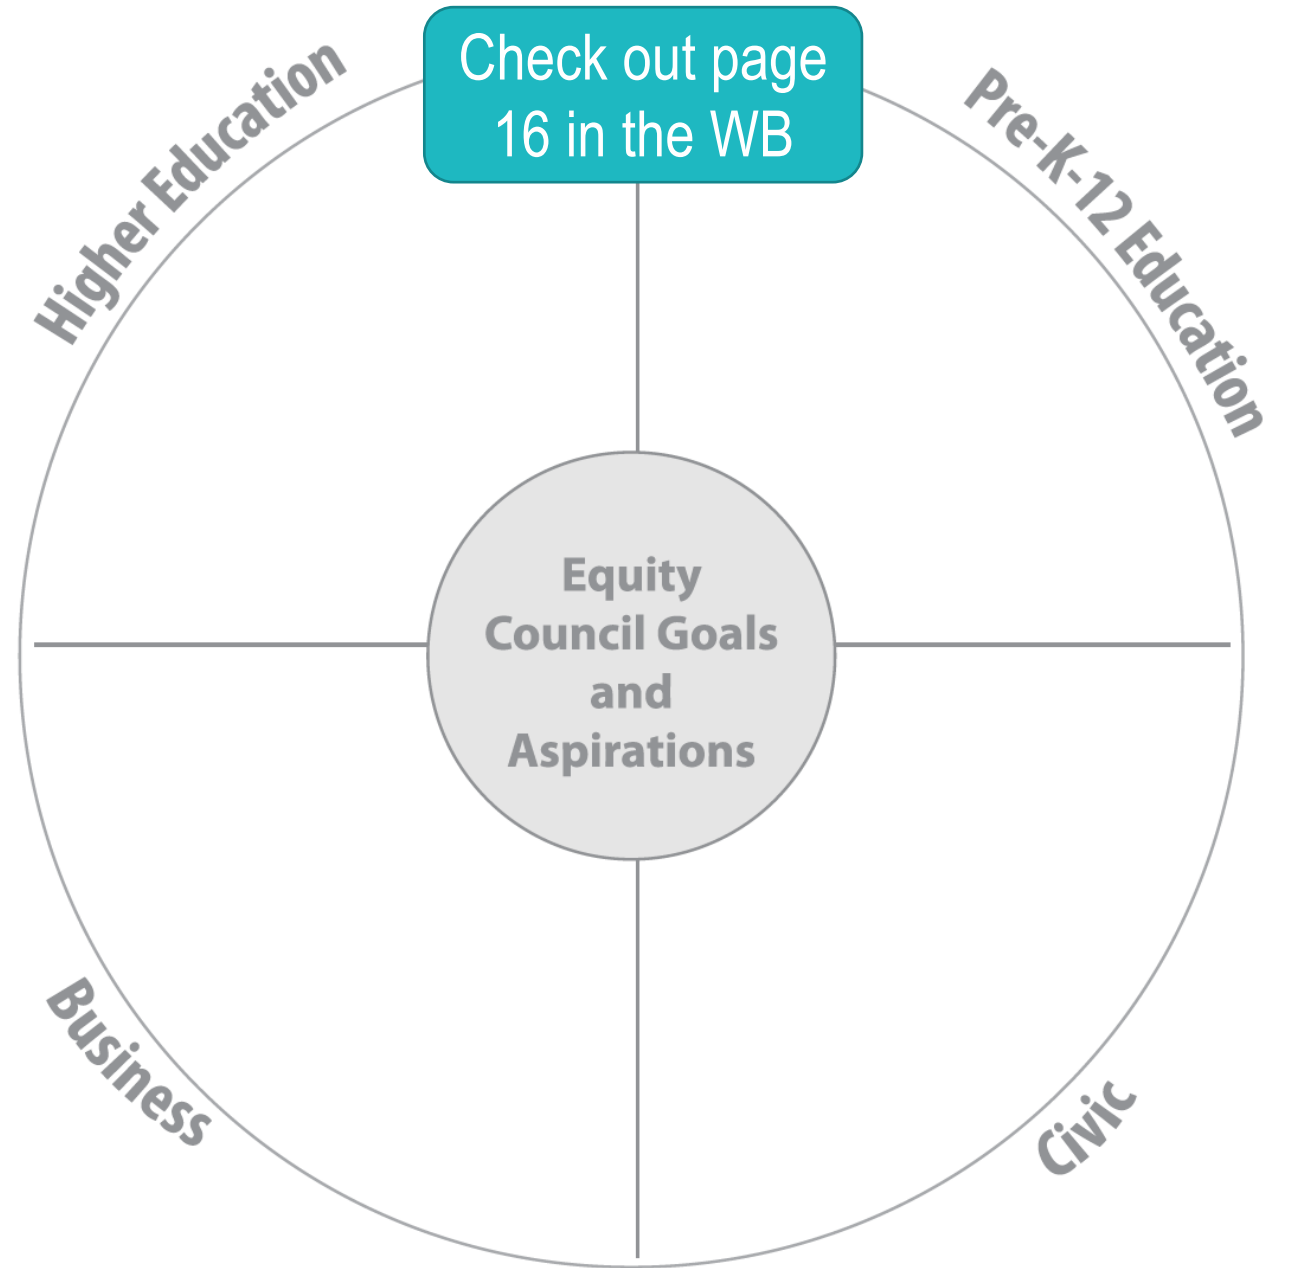 Check out page
16 in the WB
Higher Education
Pre-K-12 Education
Equity
Council Goals
and
Aspirations
Business
Civic